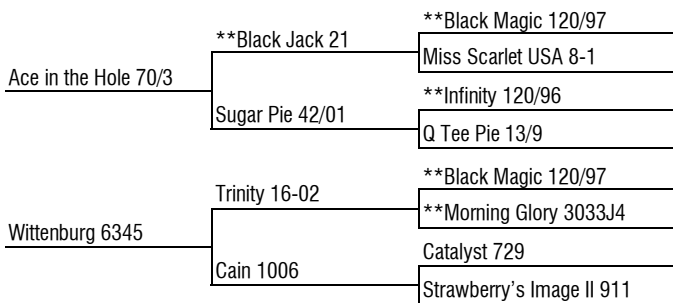 **Black Magic 120/97
**Black Jack 21
Miss Scarlet USA 8-1
Ace in the Hole 70/3
**Infinity 120/96
Sugar Pie 42/01
Q Tee Pie 13/9
**Black Magic 120/97
Trinity 16-02
**Morning Glory 3033J4
Wittenburg 6345
Catalyst 729
Cain 1006
Strawberry’s Image II 911